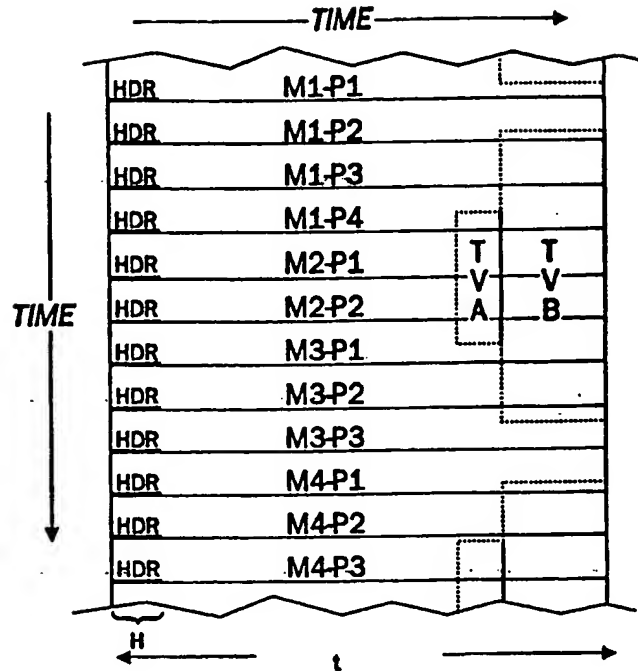 TIME
HDR M1-P1
HDR M1-P2
HDR M1-P3
HDR M1-P4
HDR M2-P1
HDR M2-P2
HDR M3-P1
HDR M3-P2
HDR M3-P3
HDR M4-P1
HDR M4-P2
HDR M4-P3
TIME
TVA
TVB
H
t